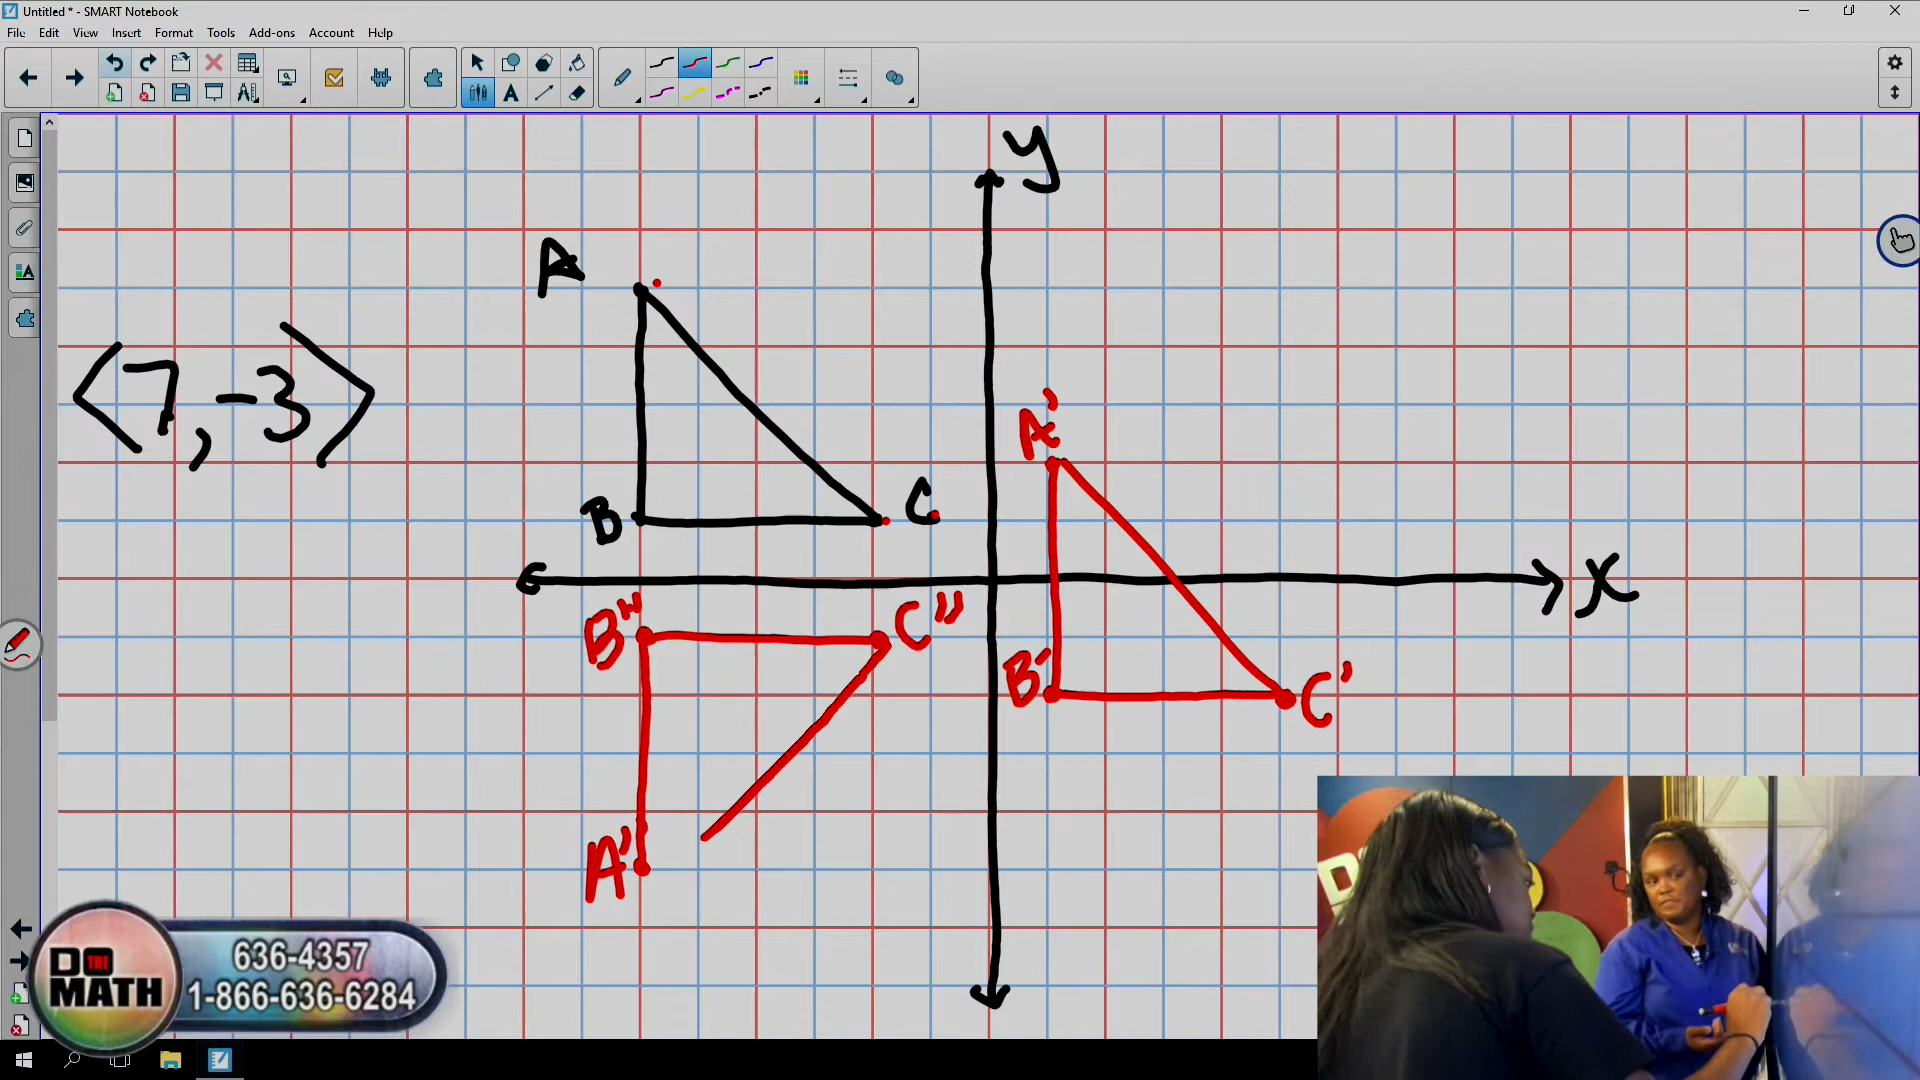 Untitled * - SMART Notebook
File Edit View Insert Format Tools Add-ons Account Help
y
A
<7, -3>
A'
B
C
x
B"
C"
B'
C'
A'
DO THE MATH
636-4357
1-866-636-6284